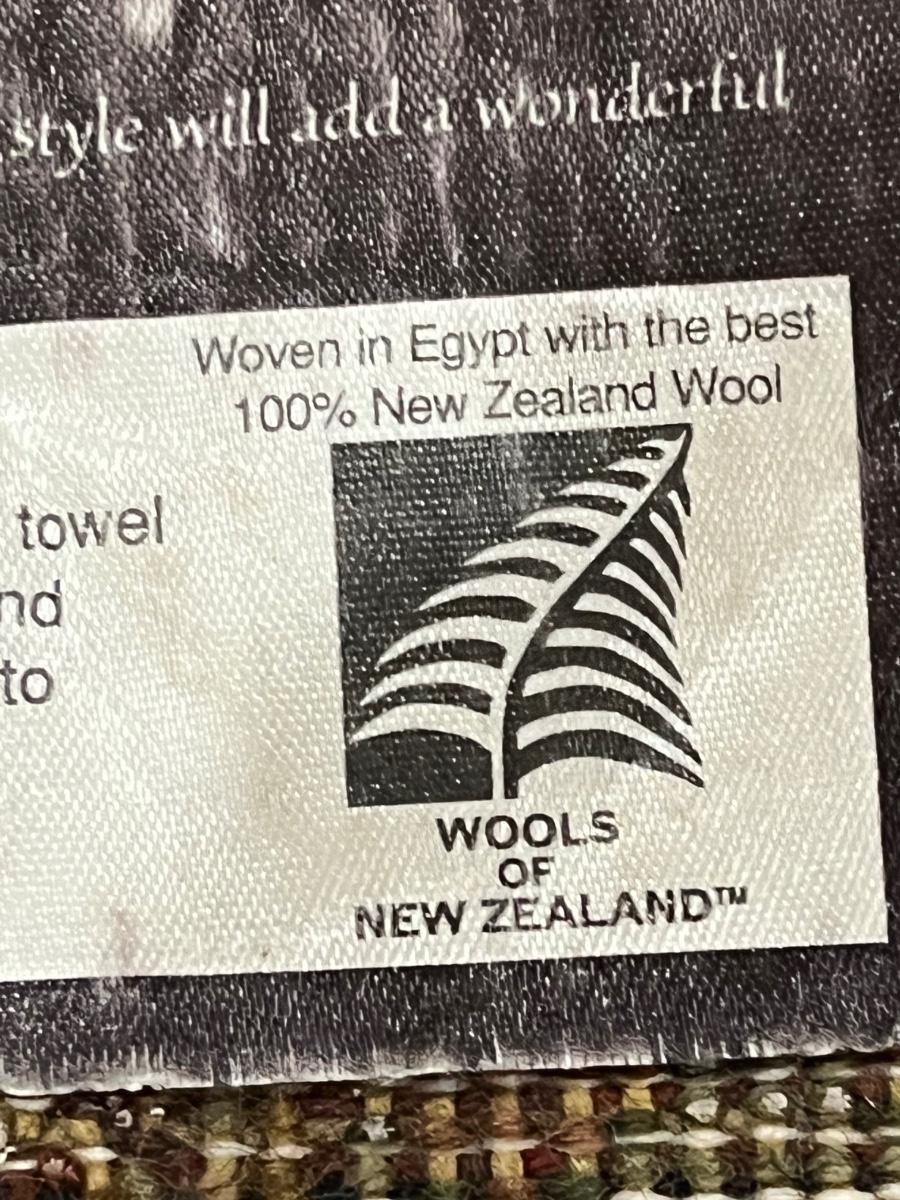 style will add a wonderful
Woven in Egypt with the best
100% New Zealand Wool
towel
nd
to
WOOLS
OF
NEW ZEALAND™